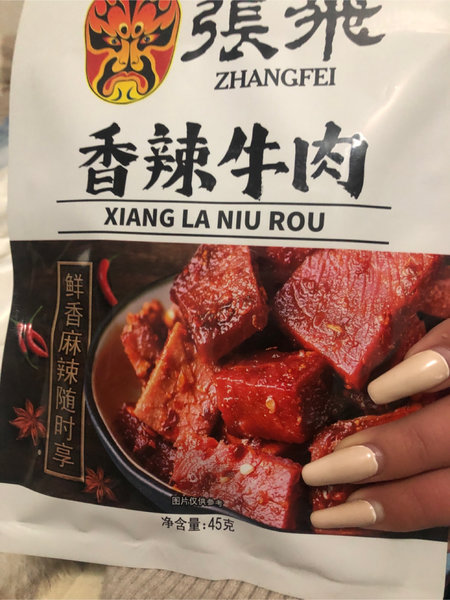 張飛
ZHANGFEI
香辣牛肉
XIANG LA NIU ROU
鲜香麻辣随时享
图片仅供参考
净含量:45克